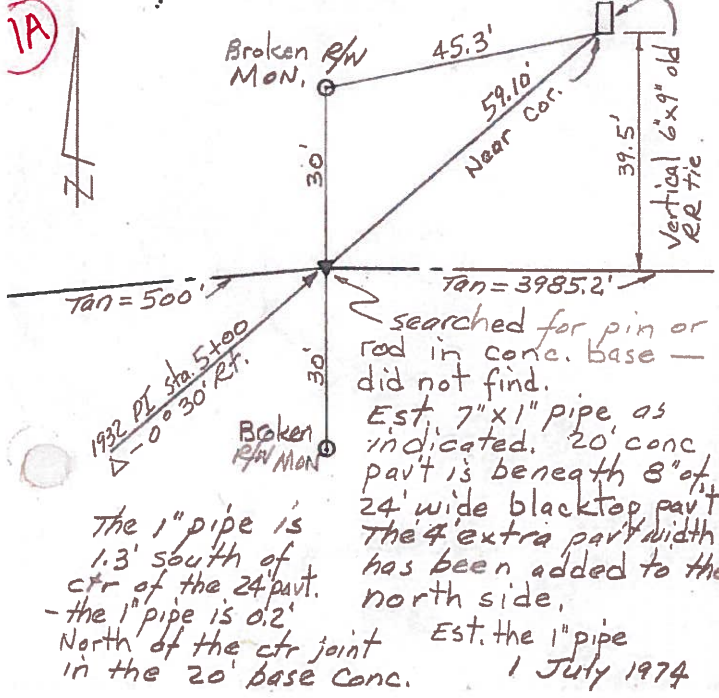 1A
N
Broken R/W
MON.
45.3'
59.10'
Near Cor.
39.5'
Vertical 6"x9" old
RR tie.
30'
Tan = 500'
Tan = 3985.2'
1932 PI sta. 5+00
△ - 0° 30' Rt.
30'
Broken
R/W MON
searched for pin or
rod in conc. base —
did not find.
Est. 7"x1" pipe as
indicated. 20' conc
pav't is beneath 8" of
24' wide blacktop pav't
The 4' extra pav't width
has been added to the
north side.
Est. the 1" pipe
1 July 1974
The 1" pipe is
1.3' south of
ctr of the 24' pavt.
- the 1" pipe is 0.2'
North of the ctr joint
in the 20' base Conc.